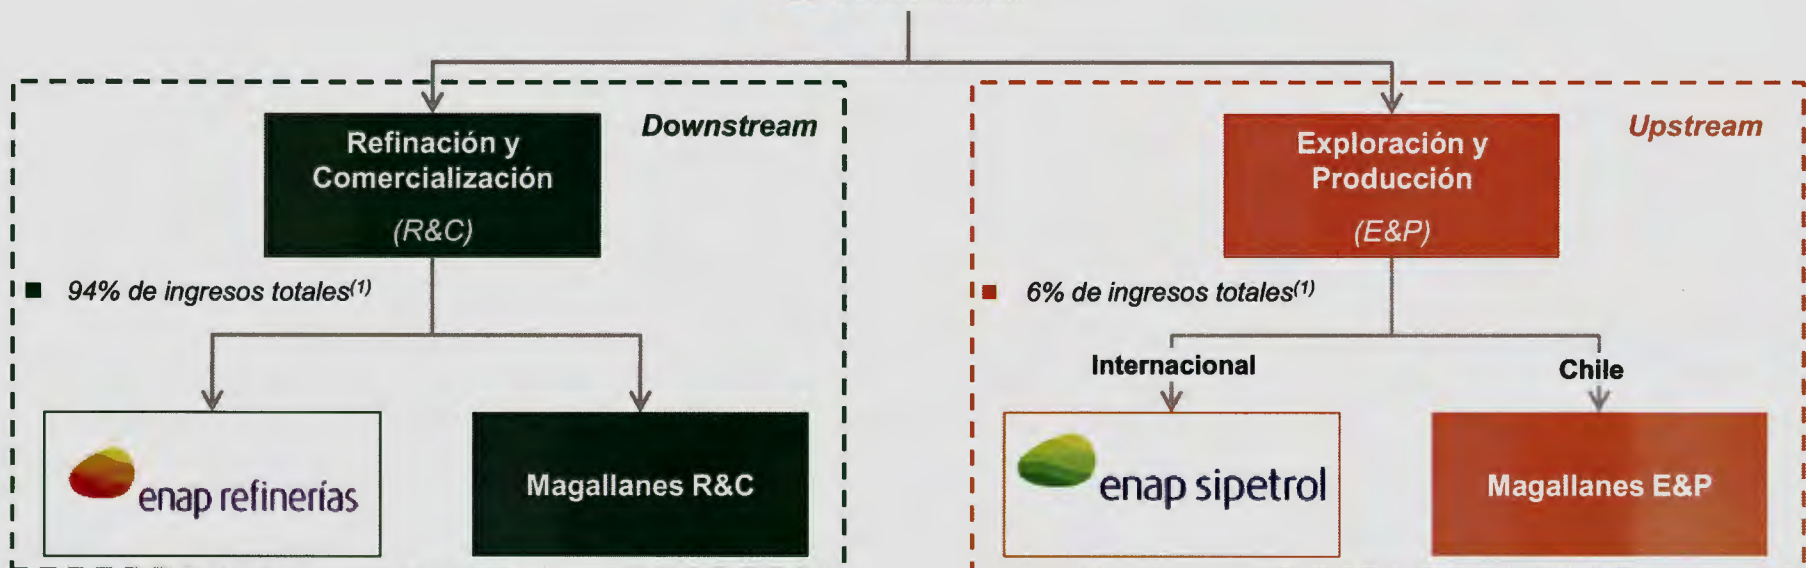 Downstream
Refinación y
Comercialización
(R&C)
■ 94% de ingresos totales(1)
enap refinerías
Magallanes R&C
Upstream
Exploración y
Producción
(E&P)
■ 6% de ingresos totales(1)
Internacional
Chile
enap sipetrol
Magallanes E&P